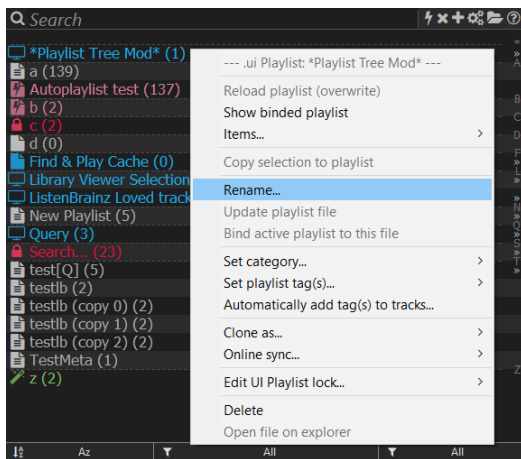 Search
*Playlist Tree Mod* (1)
a (139)
Autoplaylist test (137)
b (2)
c (2)
d (0)
Find & Play Cache (0)
Library Viewer Selection
ListenBrainz Loved track
New Playlist (5)
Query (3)
Search... (23)
test[Q] (5)
testlb (2)
testlb (copy 0) (2)
testlb (copy 1) (2)
testlb (copy 2) (2)
TestMeta (1)
z (2)
--- .ui Playlist: *Playlist Tree Mod* ---
Reload playlist (overwrite)
Show binded playlist
Items...
Copy selection to playlist
Rename...
Update playlist file
Bind active playlist to this file
Set category...
Set playlist tag(s)...
Automatically add tag(s) to tracks...
Clone as...
Online sync...
Edit UI Playlist lock...
Delete
Open file on explorer
A
B
C
D
F
L
N
Q
S
T
Z
Az
All
All